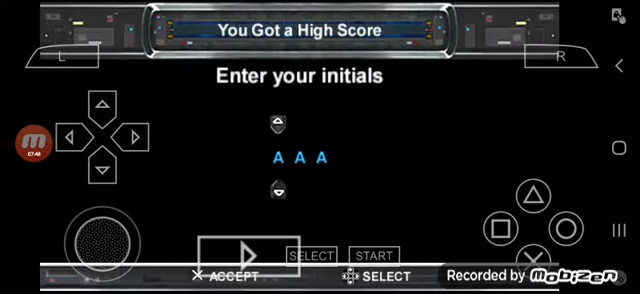 You Got a High Score
L
R
Enter your initials
07:48
A A A
SELECT
START
ACCEPT
SELECT
Recorded by mobizen